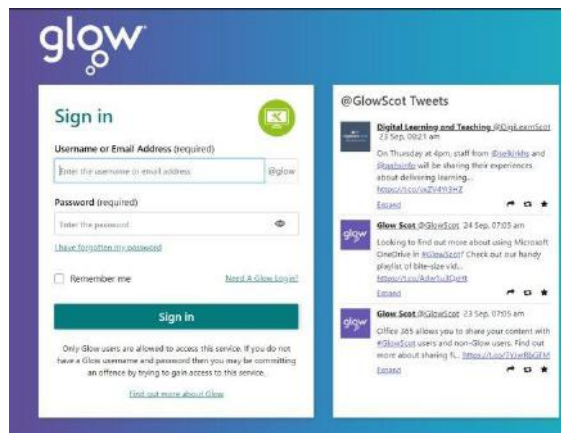 glow
Sign in
Username or Email Address (required)
Enter the username or email address
@glow
Password (required)
Enter the password
I have forgotten my password
Remember me
Need A Glow Login?
Sign in
Only Glow users are allowed to access this service. If you do not
have a Glow username and password then you may be committing
an offence by trying to gain access to this service.
Find out more about Glow
@GlowScot Tweets
Digital Learning and Teaching @DigiLearnScot
23 Sep, 09:21 am
On Thursday at 4pm, staff from @selkirkhs and
will be sharing their experiences
about delivering learning...
Expand
glow
Glow Scot @GlowScot 24 Sep, 07:05 am
Looking to find out more about using Microsoft
OneDrive in #GlowScot? Check out our handy
playlist of bite-size vid...
Expand
glow
Glow Scot @GlowScot 23 Sep, 07:05 am
Office 365 allows you to share your content with
#GlowScot users and non-Glow users. Find out
more about sharing fi...
Expand